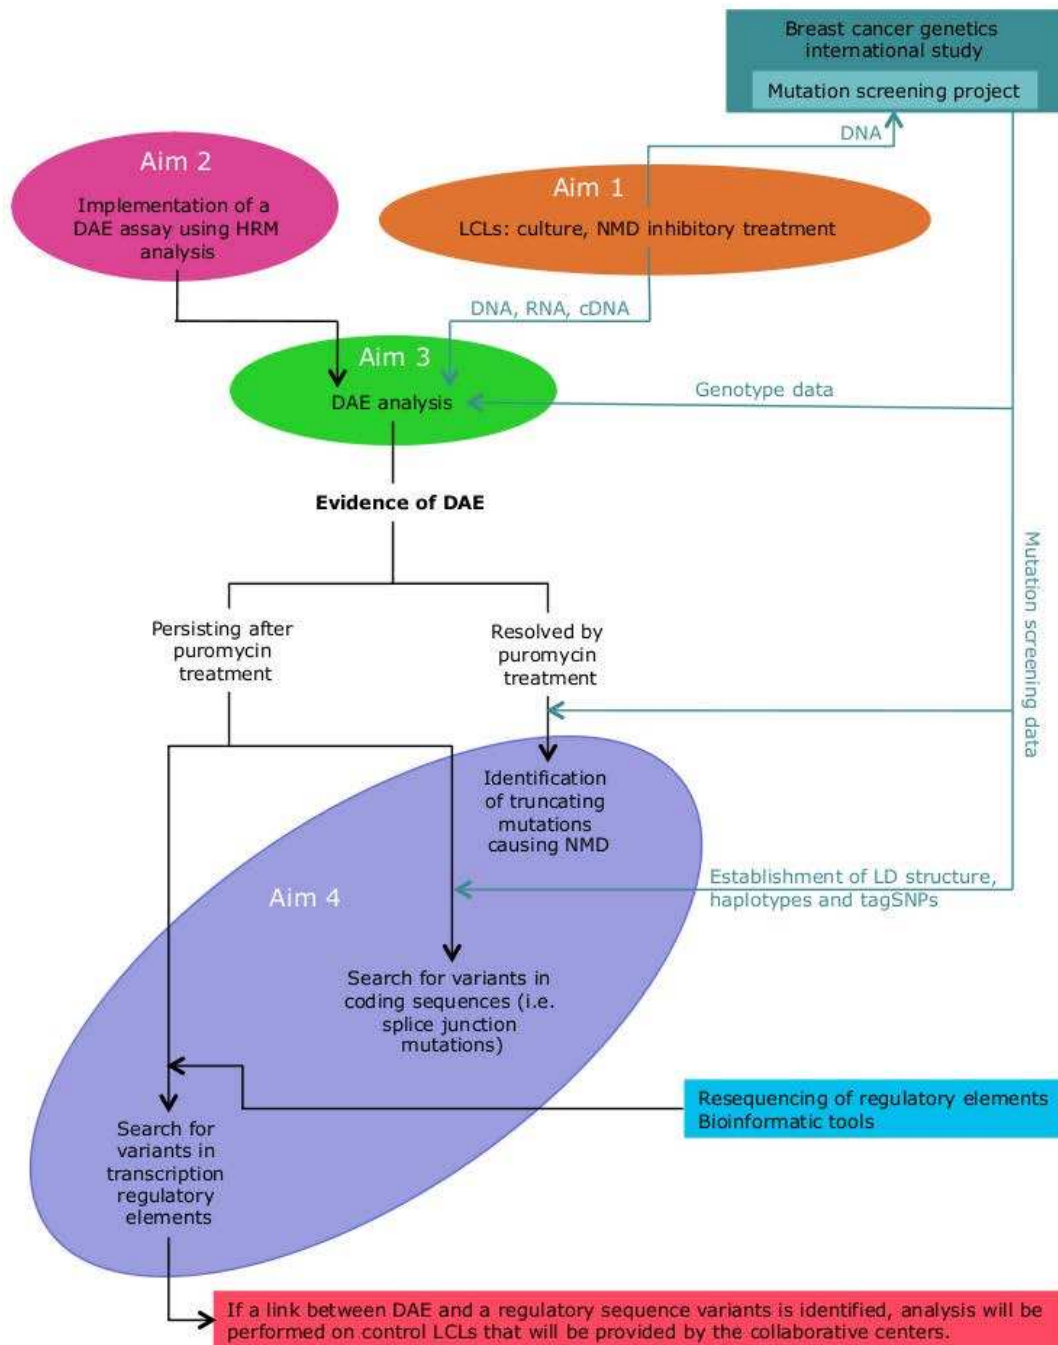 Breast cancer genetics
international study
Mutation screening project
DNA
Aim 2
Implementation of a
DAE assay using HRM
analysis
Aim 1
LCLs: culture, NMD inhibitory treatment
DNA, RNA, cDNA
Aim 3
DAE analysis
Genotype data
Evidence of DAE
Mutation screening data
Persisting after
puromycin
treatment
Resolved by
puromycin
treatment
Identification
of truncating
mutations
causing NMD
Establishment of LD structure,
haplotypes and tagSNPs
Aim 4
Search for variants in
coding sequences (i.e.
splice junction
mutations)
Resequencing of regulatory elements
Bioinformatic tools
Search for
variants in
transcription
regulatory
elements
If a link between DAE and a regulatory sequence variants is identified, analysis will be
performed on control LCLs that will be provided by the collaborative centers.